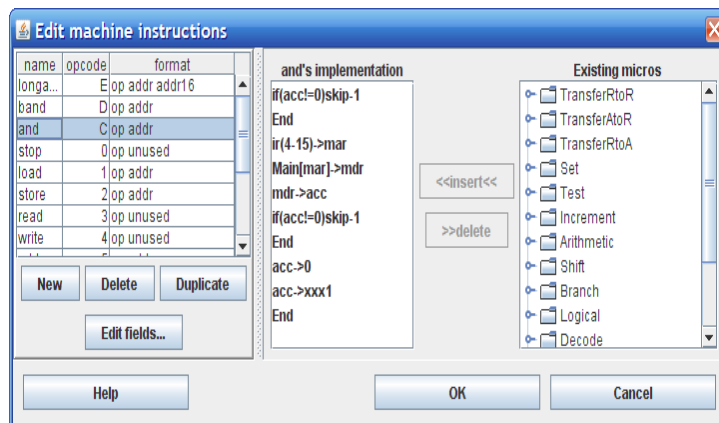 Edit machine instructions
name opcode format
longa... E op addr addr16
band D op addr
and C op addr
stop 0 op unused
load 1 op addr
store 2 op addr
read 3 op unused
write 4 op unused
New Delete Duplicate
Edit fields...
and's implementation
if(acc!=0)skip-1
End
ir(4-15)->mar
Main[mar]->mdr
mdr->acc
if(acc!=0)skip-1
End
acc->0
acc->xxx1
End
<<insert<<
>>delete
Existing micros
TransferRtoR
TransferAtoR
TransferRtoA
Set
Test
Increment
Arithmetic
Shift
Branch
Logical
Decode
Help OK Cancel